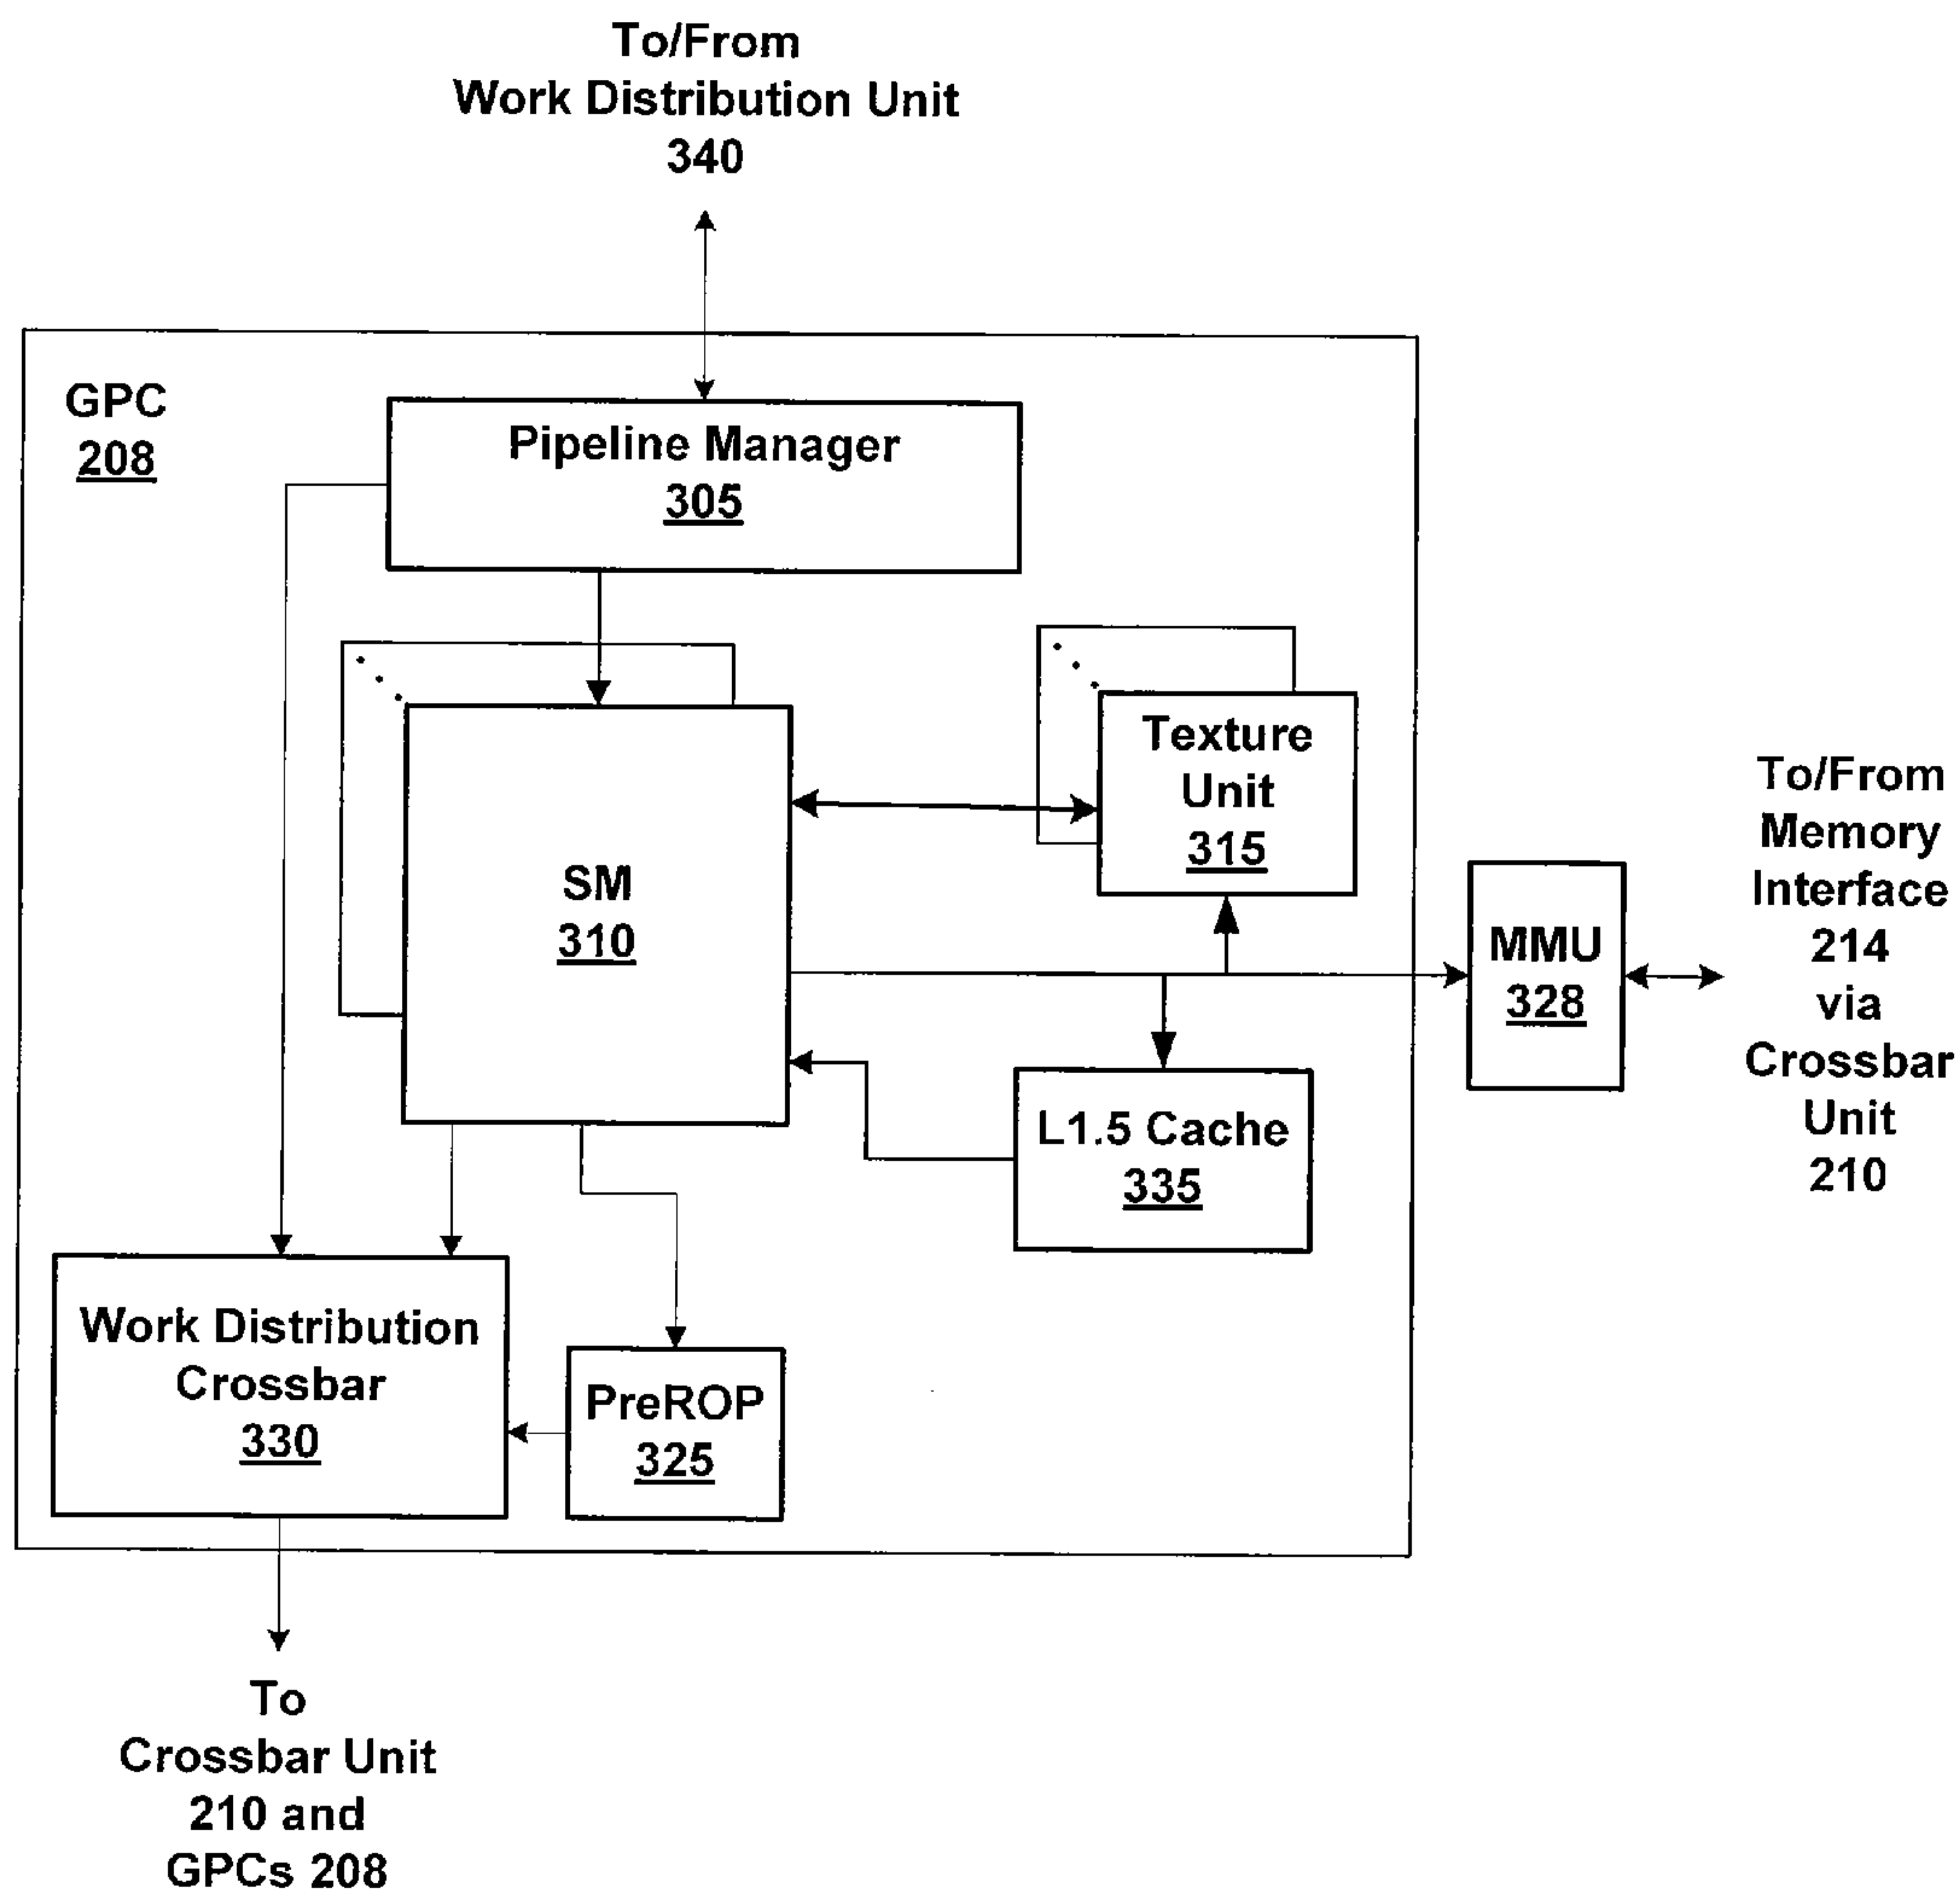 To/From
Work Distribution Unit
340
GPC
208
Pipeline Manager
305
Texture
Unit
315
SM
310
To/From
Memory
Interface
214
via
Crossbar
Unit
210
MMU
328
L1.5 Cache
335
Work Distribution
Crossbar
330
PreROP
325
To
Crossbar Unit
210 and
GPCs 208